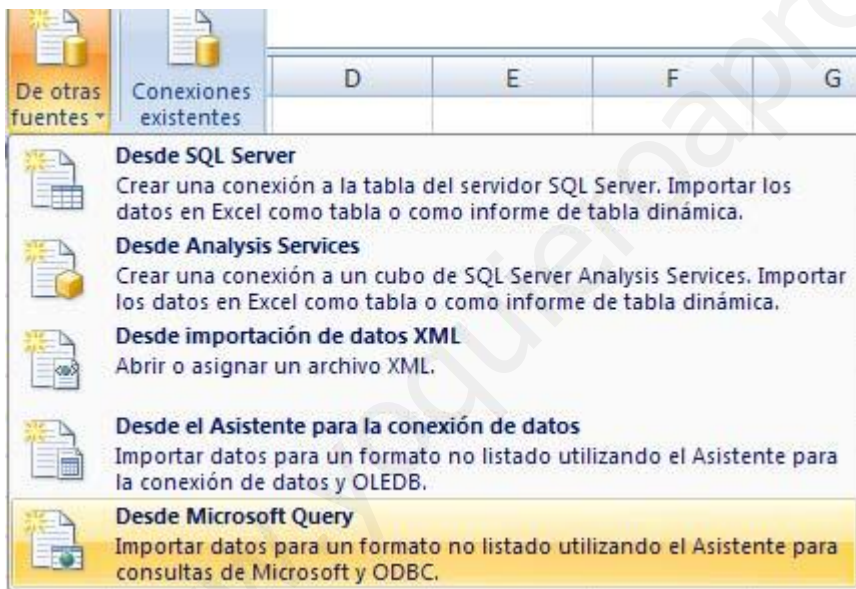 De otras
fuentes
Conexiones
existentes
D E F G
Desde SQL Server
Crear una conexión a la tabla del servidor SQL Server. Importar los
datos en Excel como tabla o como informe de tabla dinámica.
Desde Analysis Services
Crear una conexión a un cubo de SQL Server Analysis Services. Importar
los datos en Excel como tabla o como informe de tabla dinámica.
Desde importación de datos XML
Abrir o asignar un archivo XML.
Desde el Asistente para la conexión de datos
Importar datos para un formato no listado utilizando el Asistente para
la conexión de datos y OLEDB.
Desde Microsoft Query
Importar datos para un formato no listado utilizando el Asistente para
consultas de Microsoft y ODBC.
yoquieroapro